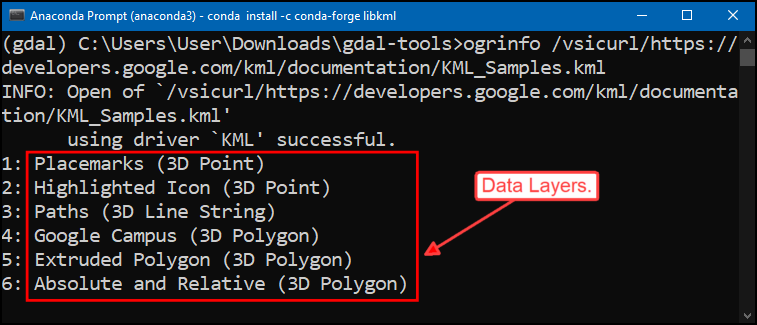 Anaconda Prompt (anaconda3) - conda install -c conda-forge libkml
(gdal) C:\Users\User\Downloads\gdal-tools>ogrinfo /vsicurl/https://
developers.google.com/kml/documentation/KML_Samples.kml
INFO: Open of `/vsicurl/https://developers.google.com/kml/documenta
tion/KML_Samples.kml'
      using driver `KML' successful.
1: Placemarks (3D Point)
2: Highlighted Icon (3D Point)
3: Paths (3D Line String)
4: Google Campus (3D Polygon)
5: Extruded Polygon (3D Polygon)
6: Absolute and Relative (3D Polygon)
Data Layers.